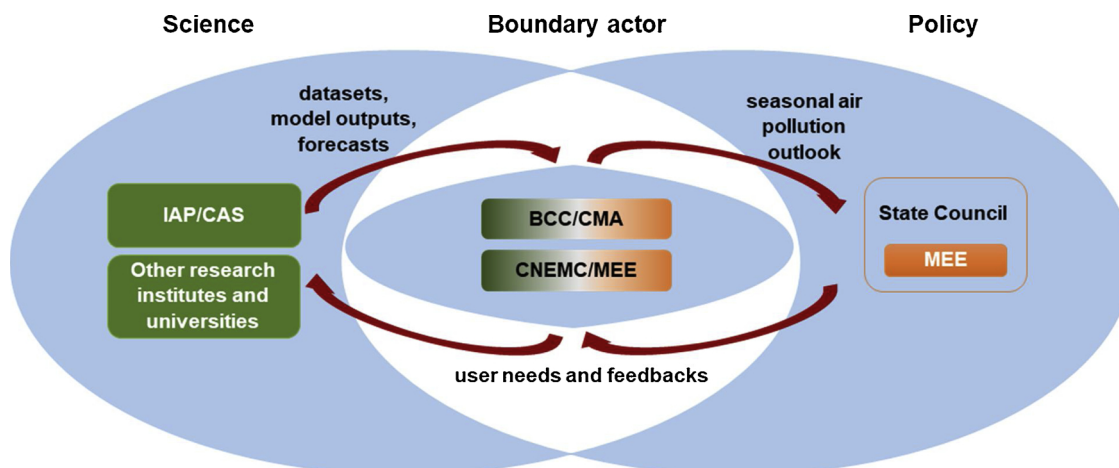 Science
Boundary actor
Policy
datasets,
model outputs,
forecasts
seasonal air
pollution
outlook
IAP/CAS
Other research
institutes and
universities
BCC/CMA
CNEMC/MEE
State Council
MEE
user needs and feedbacks